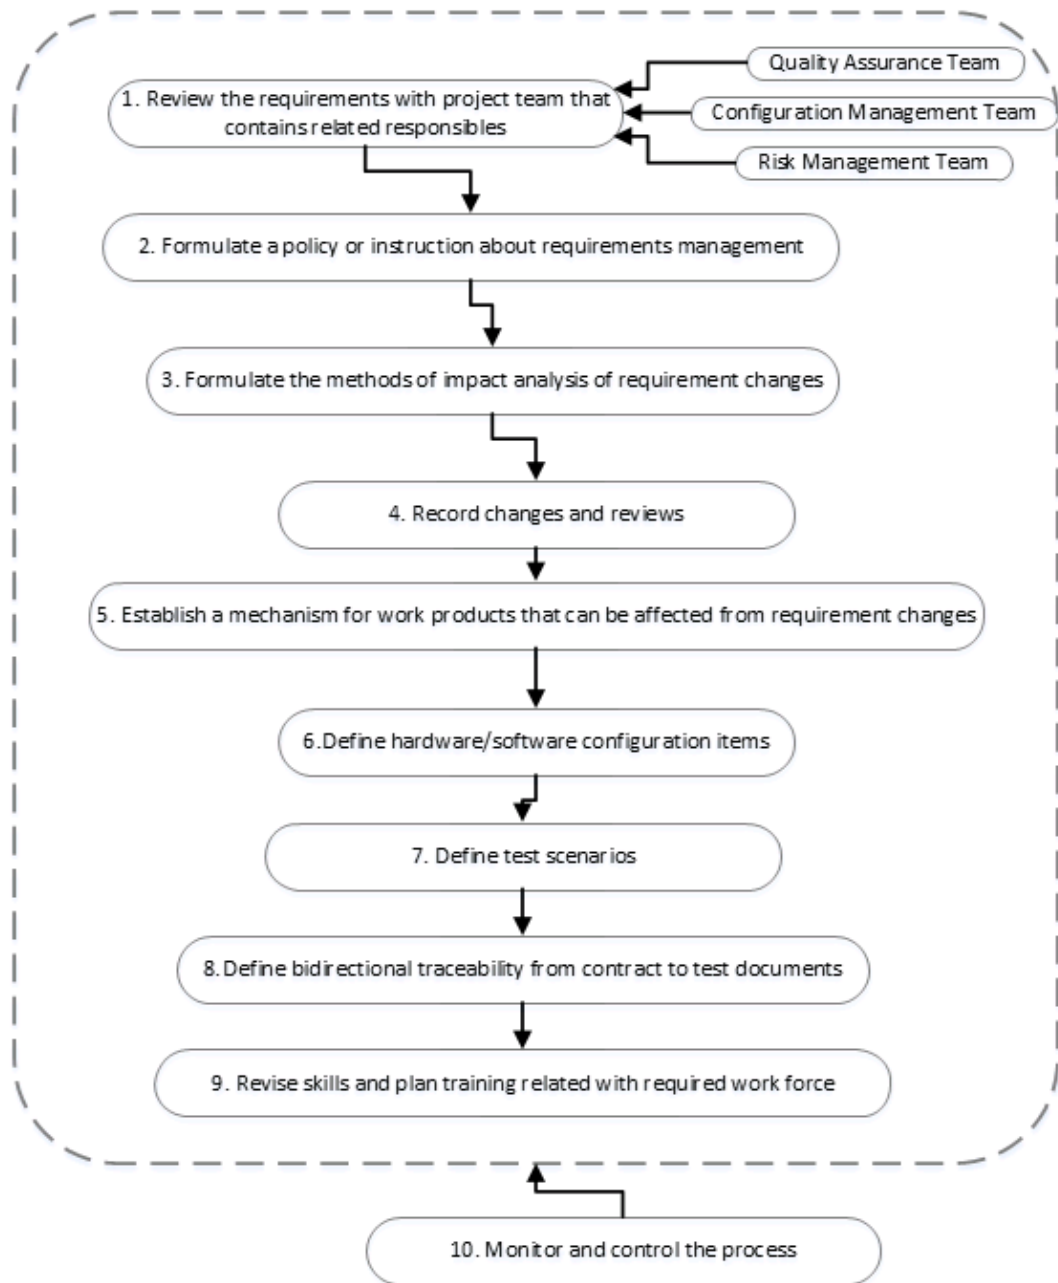 Quality Assurance Team
1. Review the requirements with project team that
contains related responsibles
Configuration Management Team
Risk Management Team
2. Formulate a policy or instruction about requirements management
3. Formulate the methods of impact analysis of requirement changes
4. Record changes and reviews
5. Establish a mechanism for work products that can be affected from requirement changes
6.Define hardware/software configuration items
7. Define test scenarios
8. Define bidirectional traceability from contract to test documents
9. Revise skills and plan training related with required work force
10. Monitor and control the process